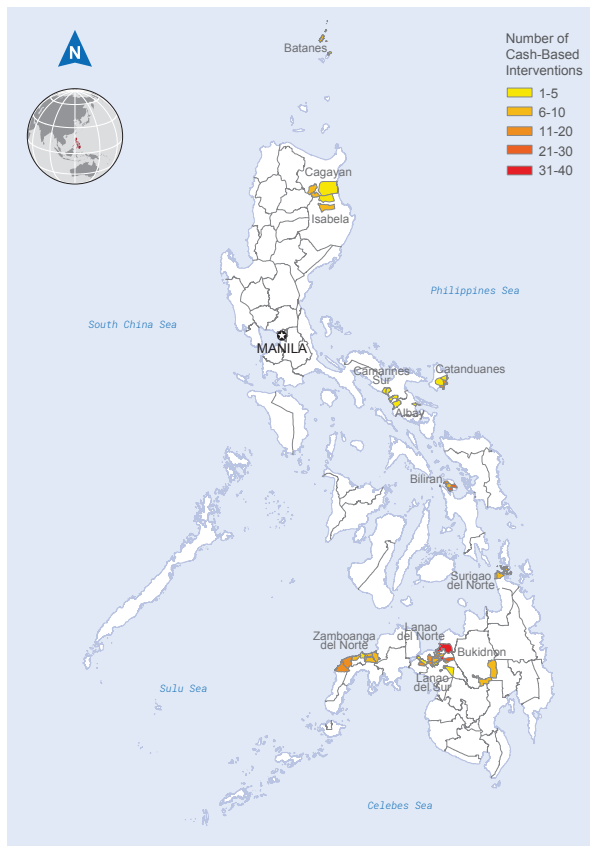 Batanes
N
Number of
Cash-Based
Interventions
1-5
6-10
11-20
21-30
31-40
Cagayan
Isabela
Philippines Sea
South China Sea
MANILA
Camarines
Sur
Catanduanes
Albay
Biliran
Surigao
del Norte
Zamboanga
del Norte
Lanao
del Norte
Bukidnon
Lanao
del Sur
Sulu Sea
Celebes Sea